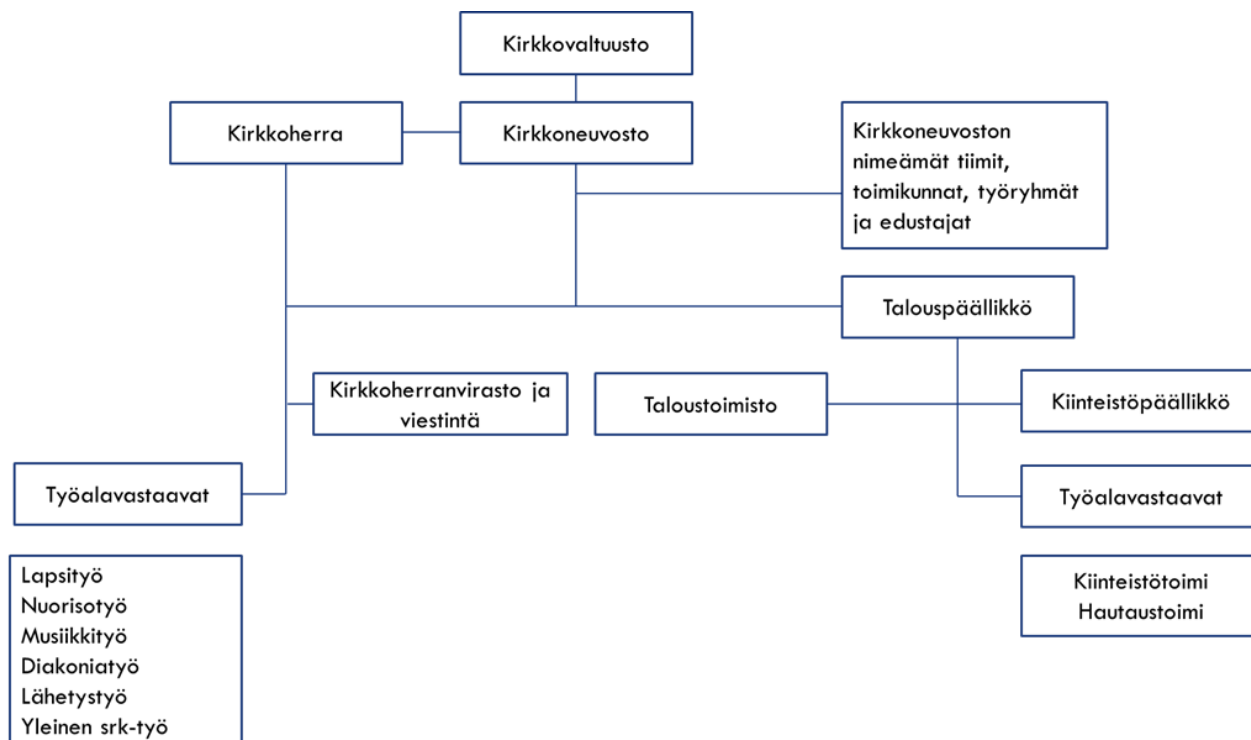 Kirkkovaltuusto
Kirkkoherra
Kirkkoneuvosto
Kirkkoneuvoston
nimeämät tiimit,
toimikunnat, työryhmät
ja edustajat
Talouspäällikkö
Kirkkoherranvirasto ja
viestintä
Taloustoimisto
Kiinteistöpäällikkö
Työalavastaavat
Työalavastaavat
Lapsityö
Nuorisotyö
Musiikkityö
Diakoniatyö
Lähetystyö
Yleinen srk-työ
Kiinteistötoimi
Hautaustoimi